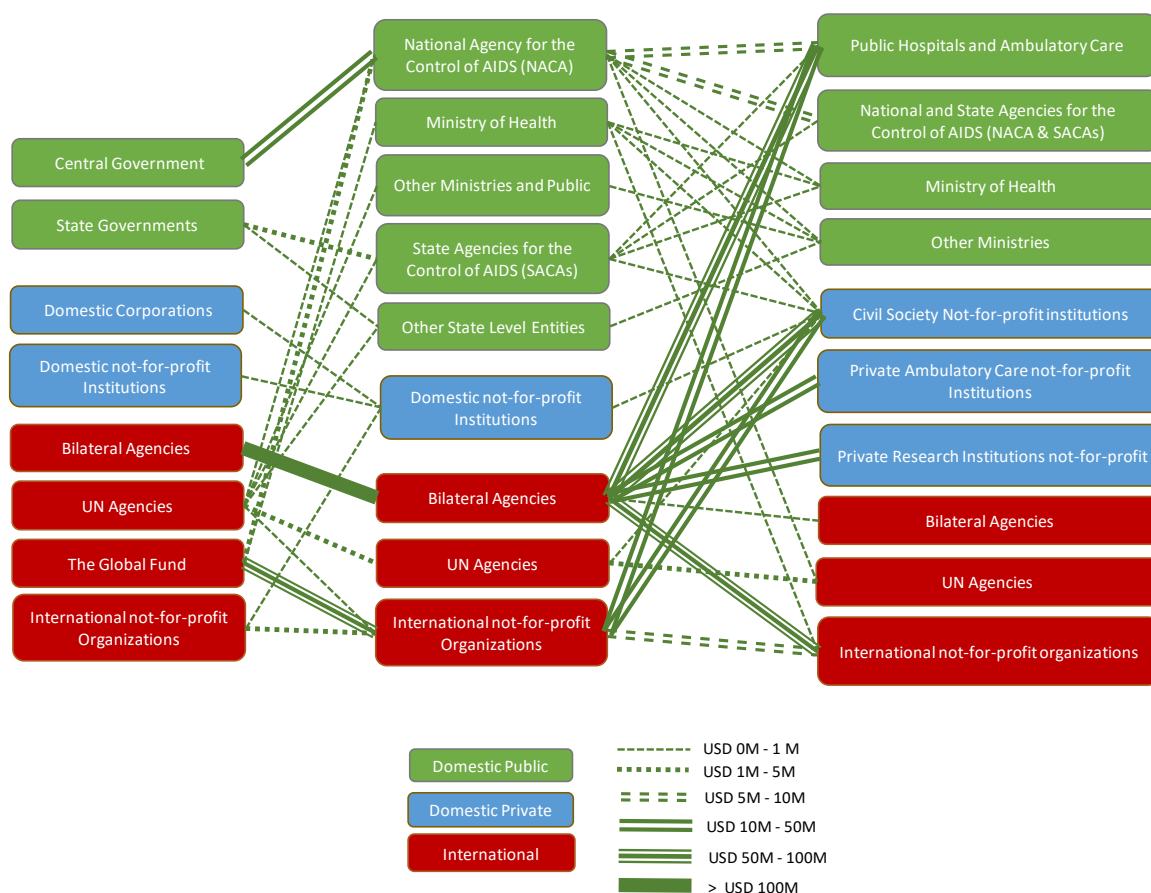 Central Government
State Governments
Domestic Corporations
Domestic not-for-profit
Institutions
Bilateral Agencies
UN Agencies
The Global Fund
International not-for-profit
Organizations
National Agency for the
Control of AIDS (NACA)
Ministry of Health
Other Ministries and Public
State Agencies for the
Control of AIDS (SACAs)
Other State Level Entities
Domestic not-for-profit
Institutions
Bilateral Agencies
UN Agencies
International not-for-profit
Organizations
Public Hospitals and Ambulatory Care
National and State Agencies for the
Control of AIDS (NACA & SACAs)
Ministry of Health
Other Ministries
Civil Society Not-for-profit institutions
Private Ambulatory Care not-for-profit
Institutions
Private Research Institutions not-for-profit
Bilateral Agencies
UN Agencies
International not-for-profit organizations
Domestic Public
Domestic Private
International
USD 0M - 1 M
USD 1M - 5M
USD 5M - 10M
USD 10M - 50M
USD 50M - 100M
> USD 100M